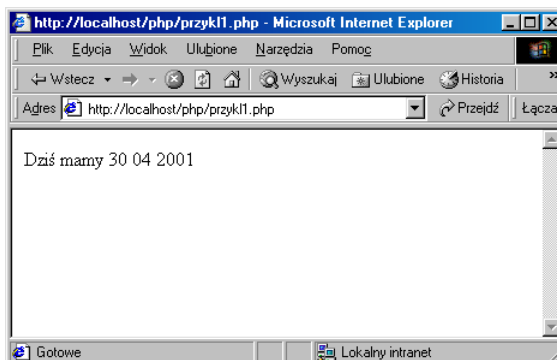 http://localhost/php/przykl1.php - Microsoft Internet Explorer
Plik Edycja Widok Ulubione Narzędzia Pomoc
Wstecz Wyszukaj Ulubione Historia »
Adres http://localhost/php/przykl1.php Przejdź Łącza
Dziś mamy 30 04 2001
Gotowe Lokalny intranet